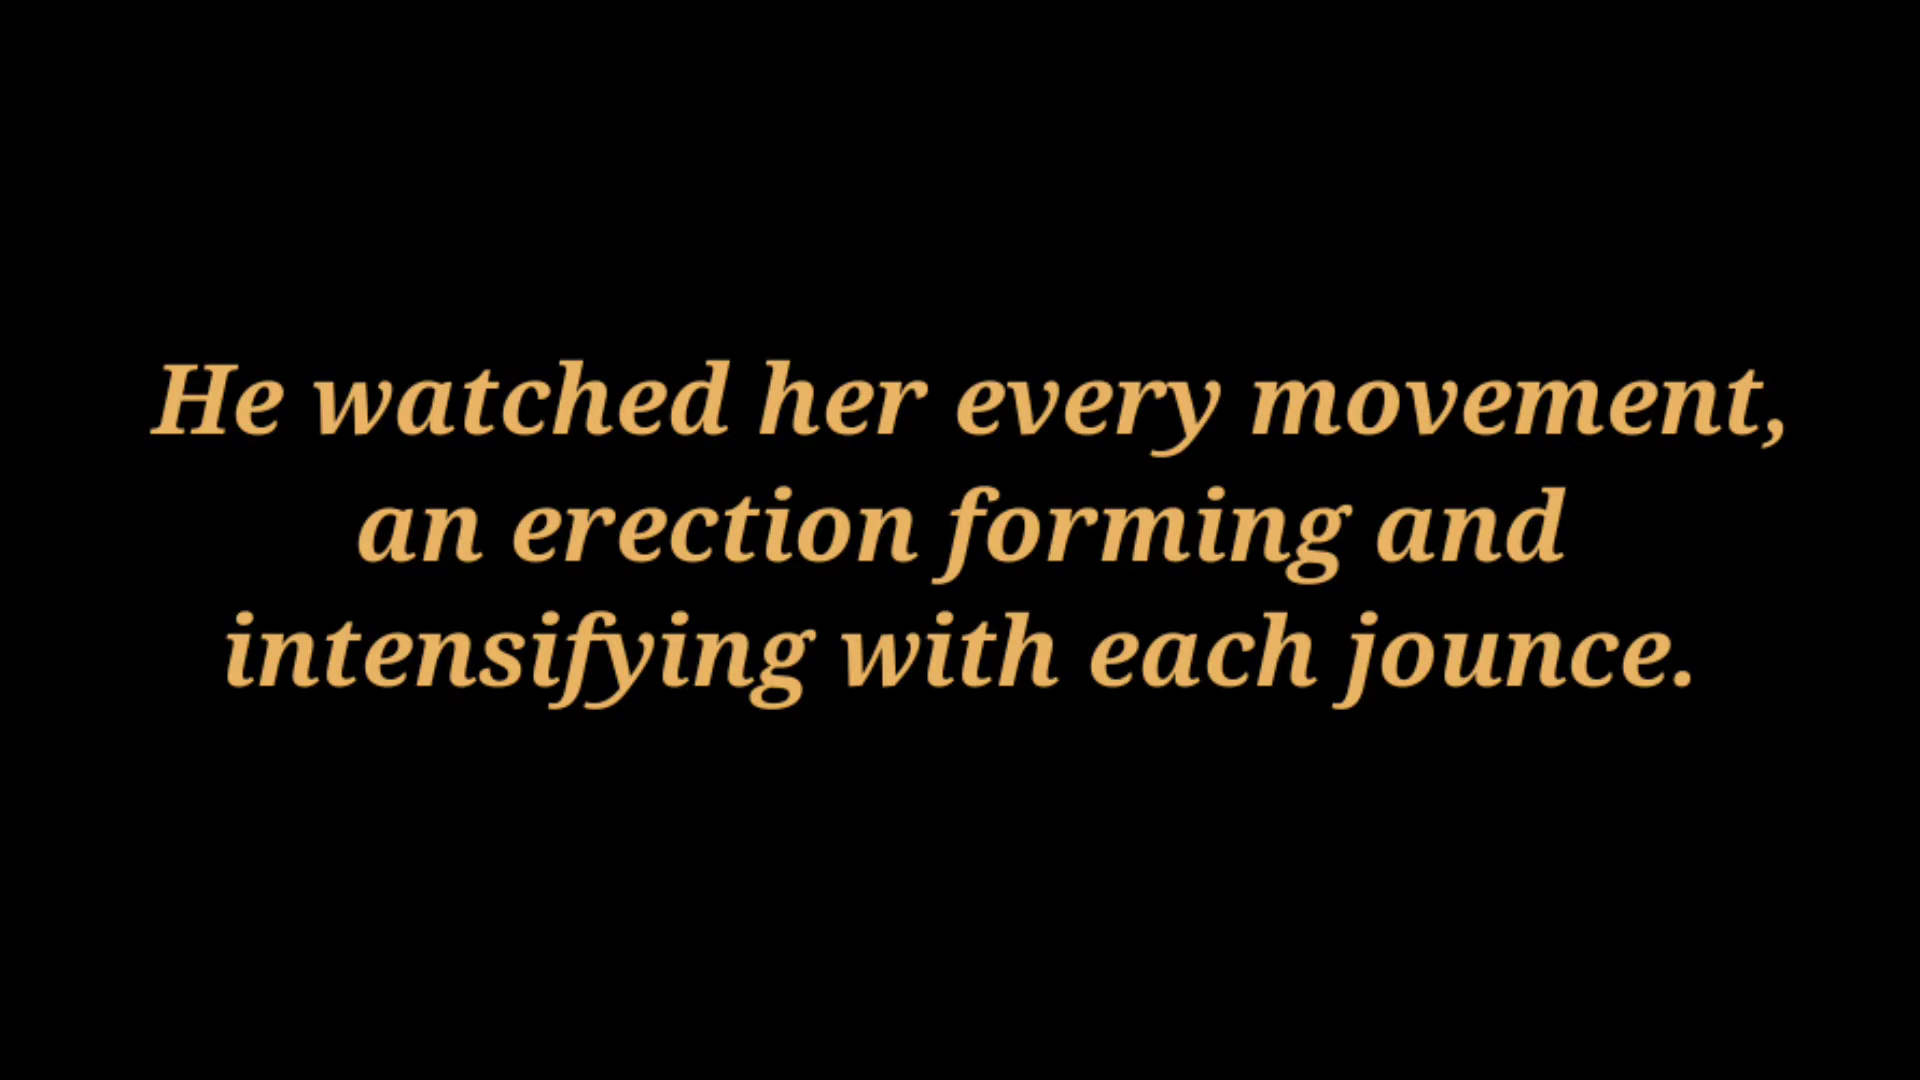 He watched her every movement,
an erection forming and
intensifying with each jounce.